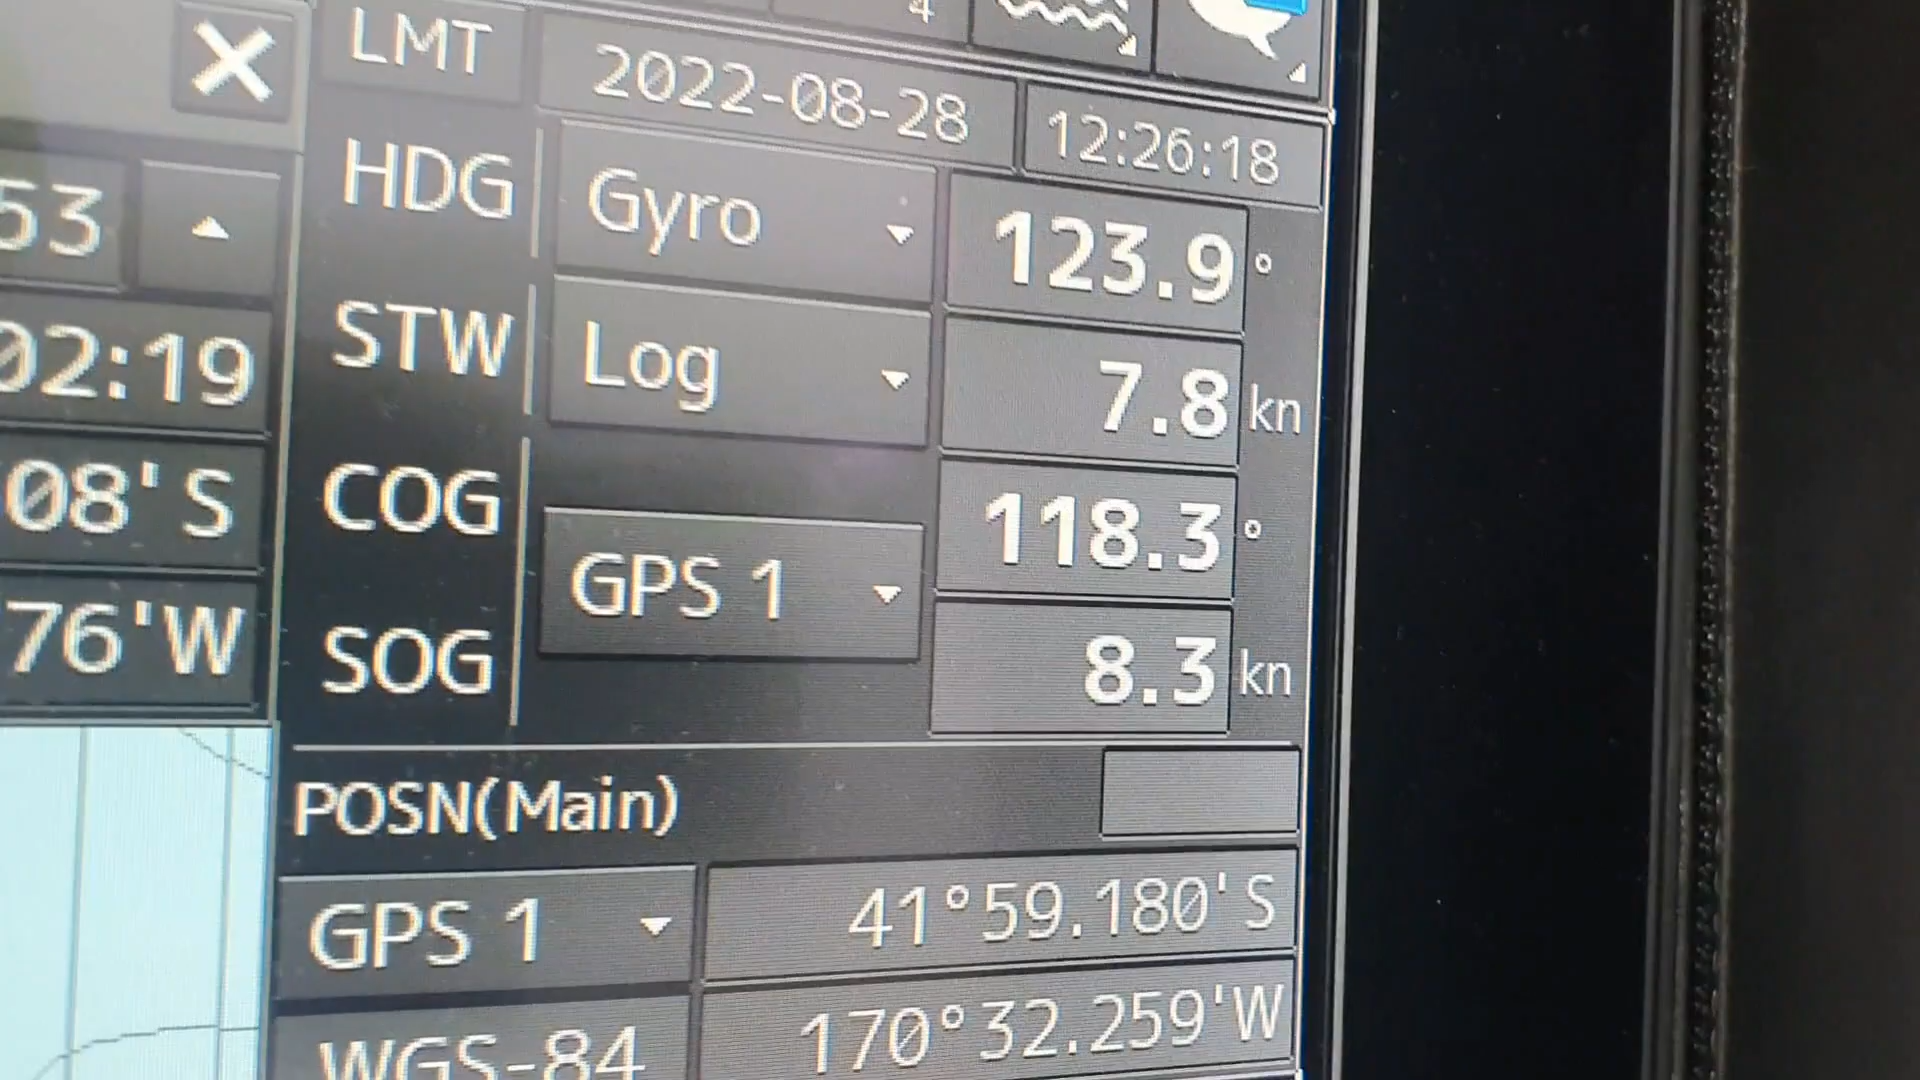 4
LMT 2022-08-28 12:26:18
HDG Gyro 123.9°
STW Log 7.8 kn
COG GPS 1 118.3°
SOG 8.3 kn
POSN(Main)
GPS 1 41°59.180'S
WGS-84 170°32.259'W
53
02:19
08'S
76'W